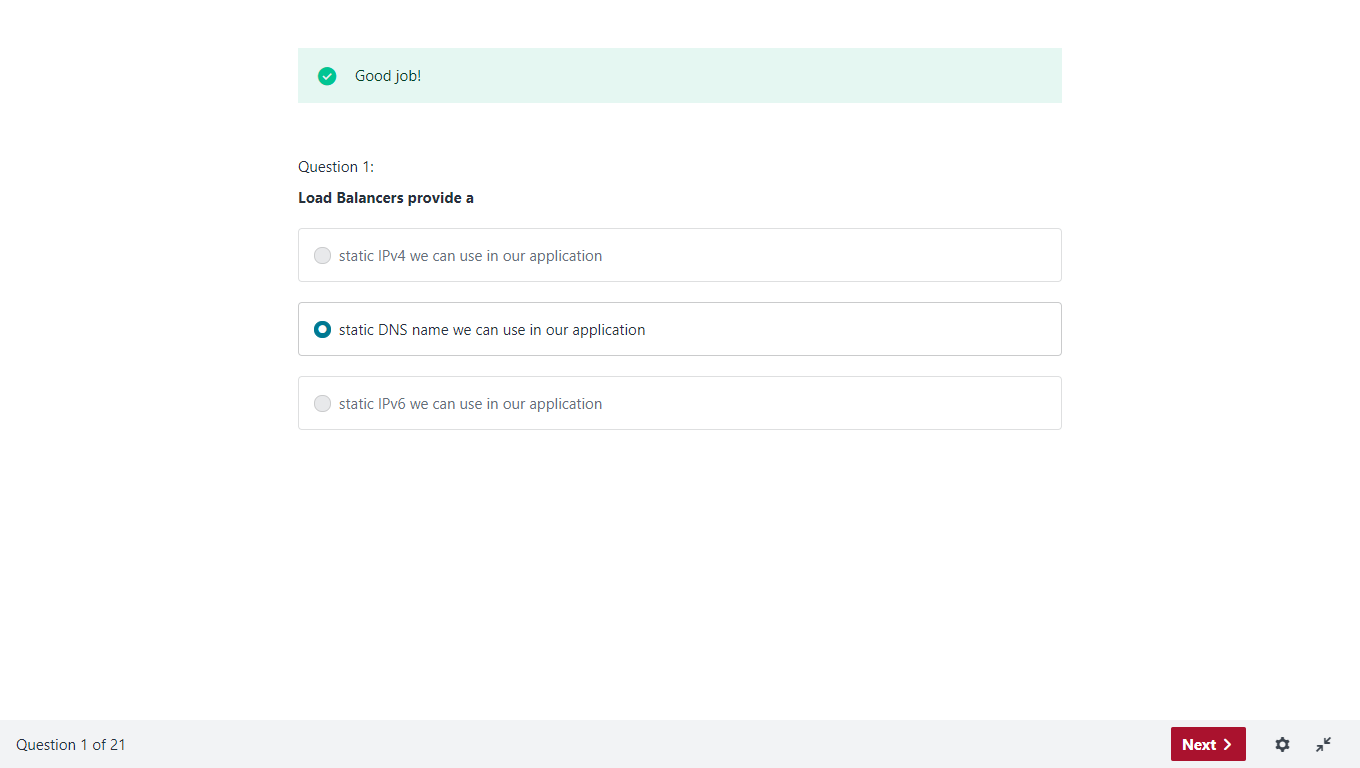 Good job!
Question 1:
Load Balancers provide a
static IPv4 we can use in our application
static DNS name we can use in our application
static IPv6 we can use in our application
Question 1 of 21
Next